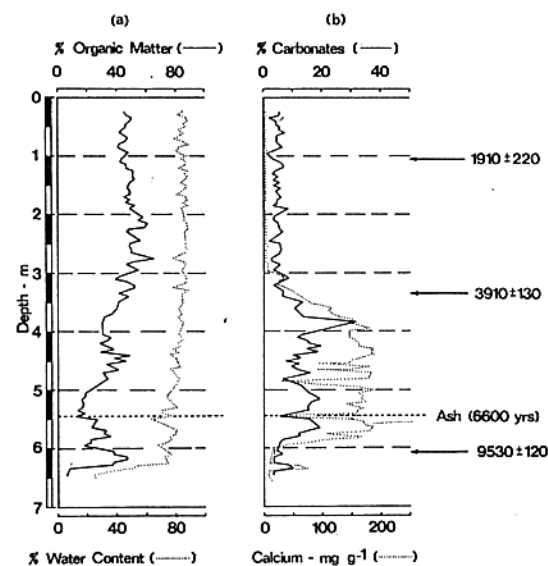 (a) (b)
% Organic Matter (——) % Carbonates (——)
0 40 80 0 20 40
0
1
1910±220
2
3
3910±130
Depth - m
4
5
Ash (6600 yrs)
6
9530±120
7
0 40 80 0 100 200
% Water Content (........) Calcium - mg g-1 (........)